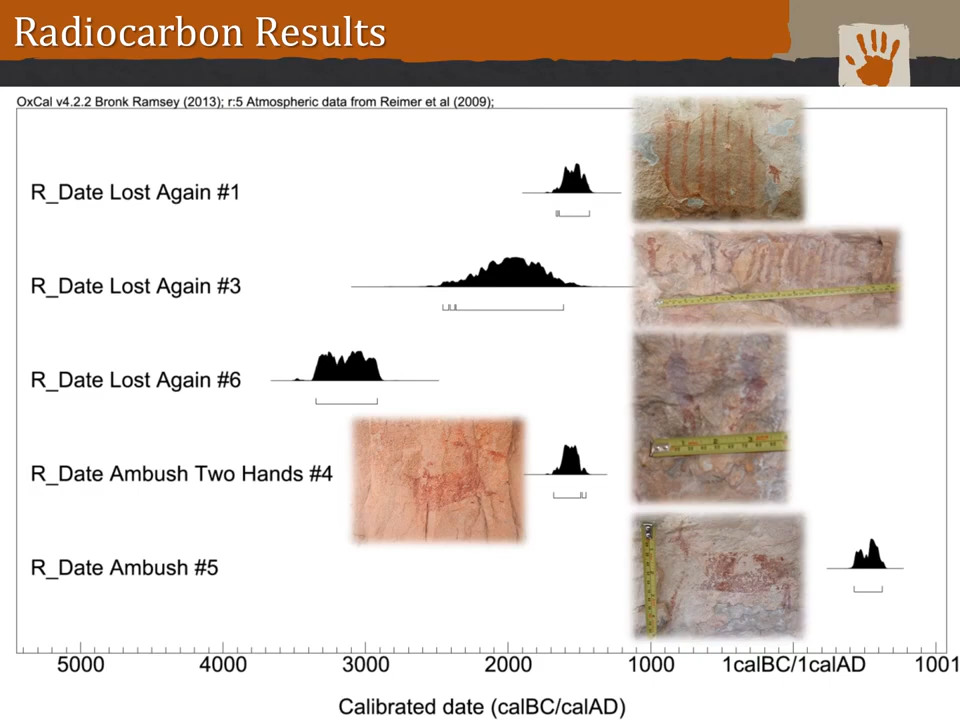 Radiocarbon Results
OxCal v4.2.2 Bronk Ramsey (2013); r:5 Atmospheric data from Reimer et al (2009);
R_Date Lost Again #1
R_Date Lost Again #3
R_Date Lost Again #6
R_Date Ambush Two Hands #4
R_Date Ambush #5
5000 4000 3000 2000 1000 1calBC/1calAD 1001
Calibrated date (calBC/calAD)